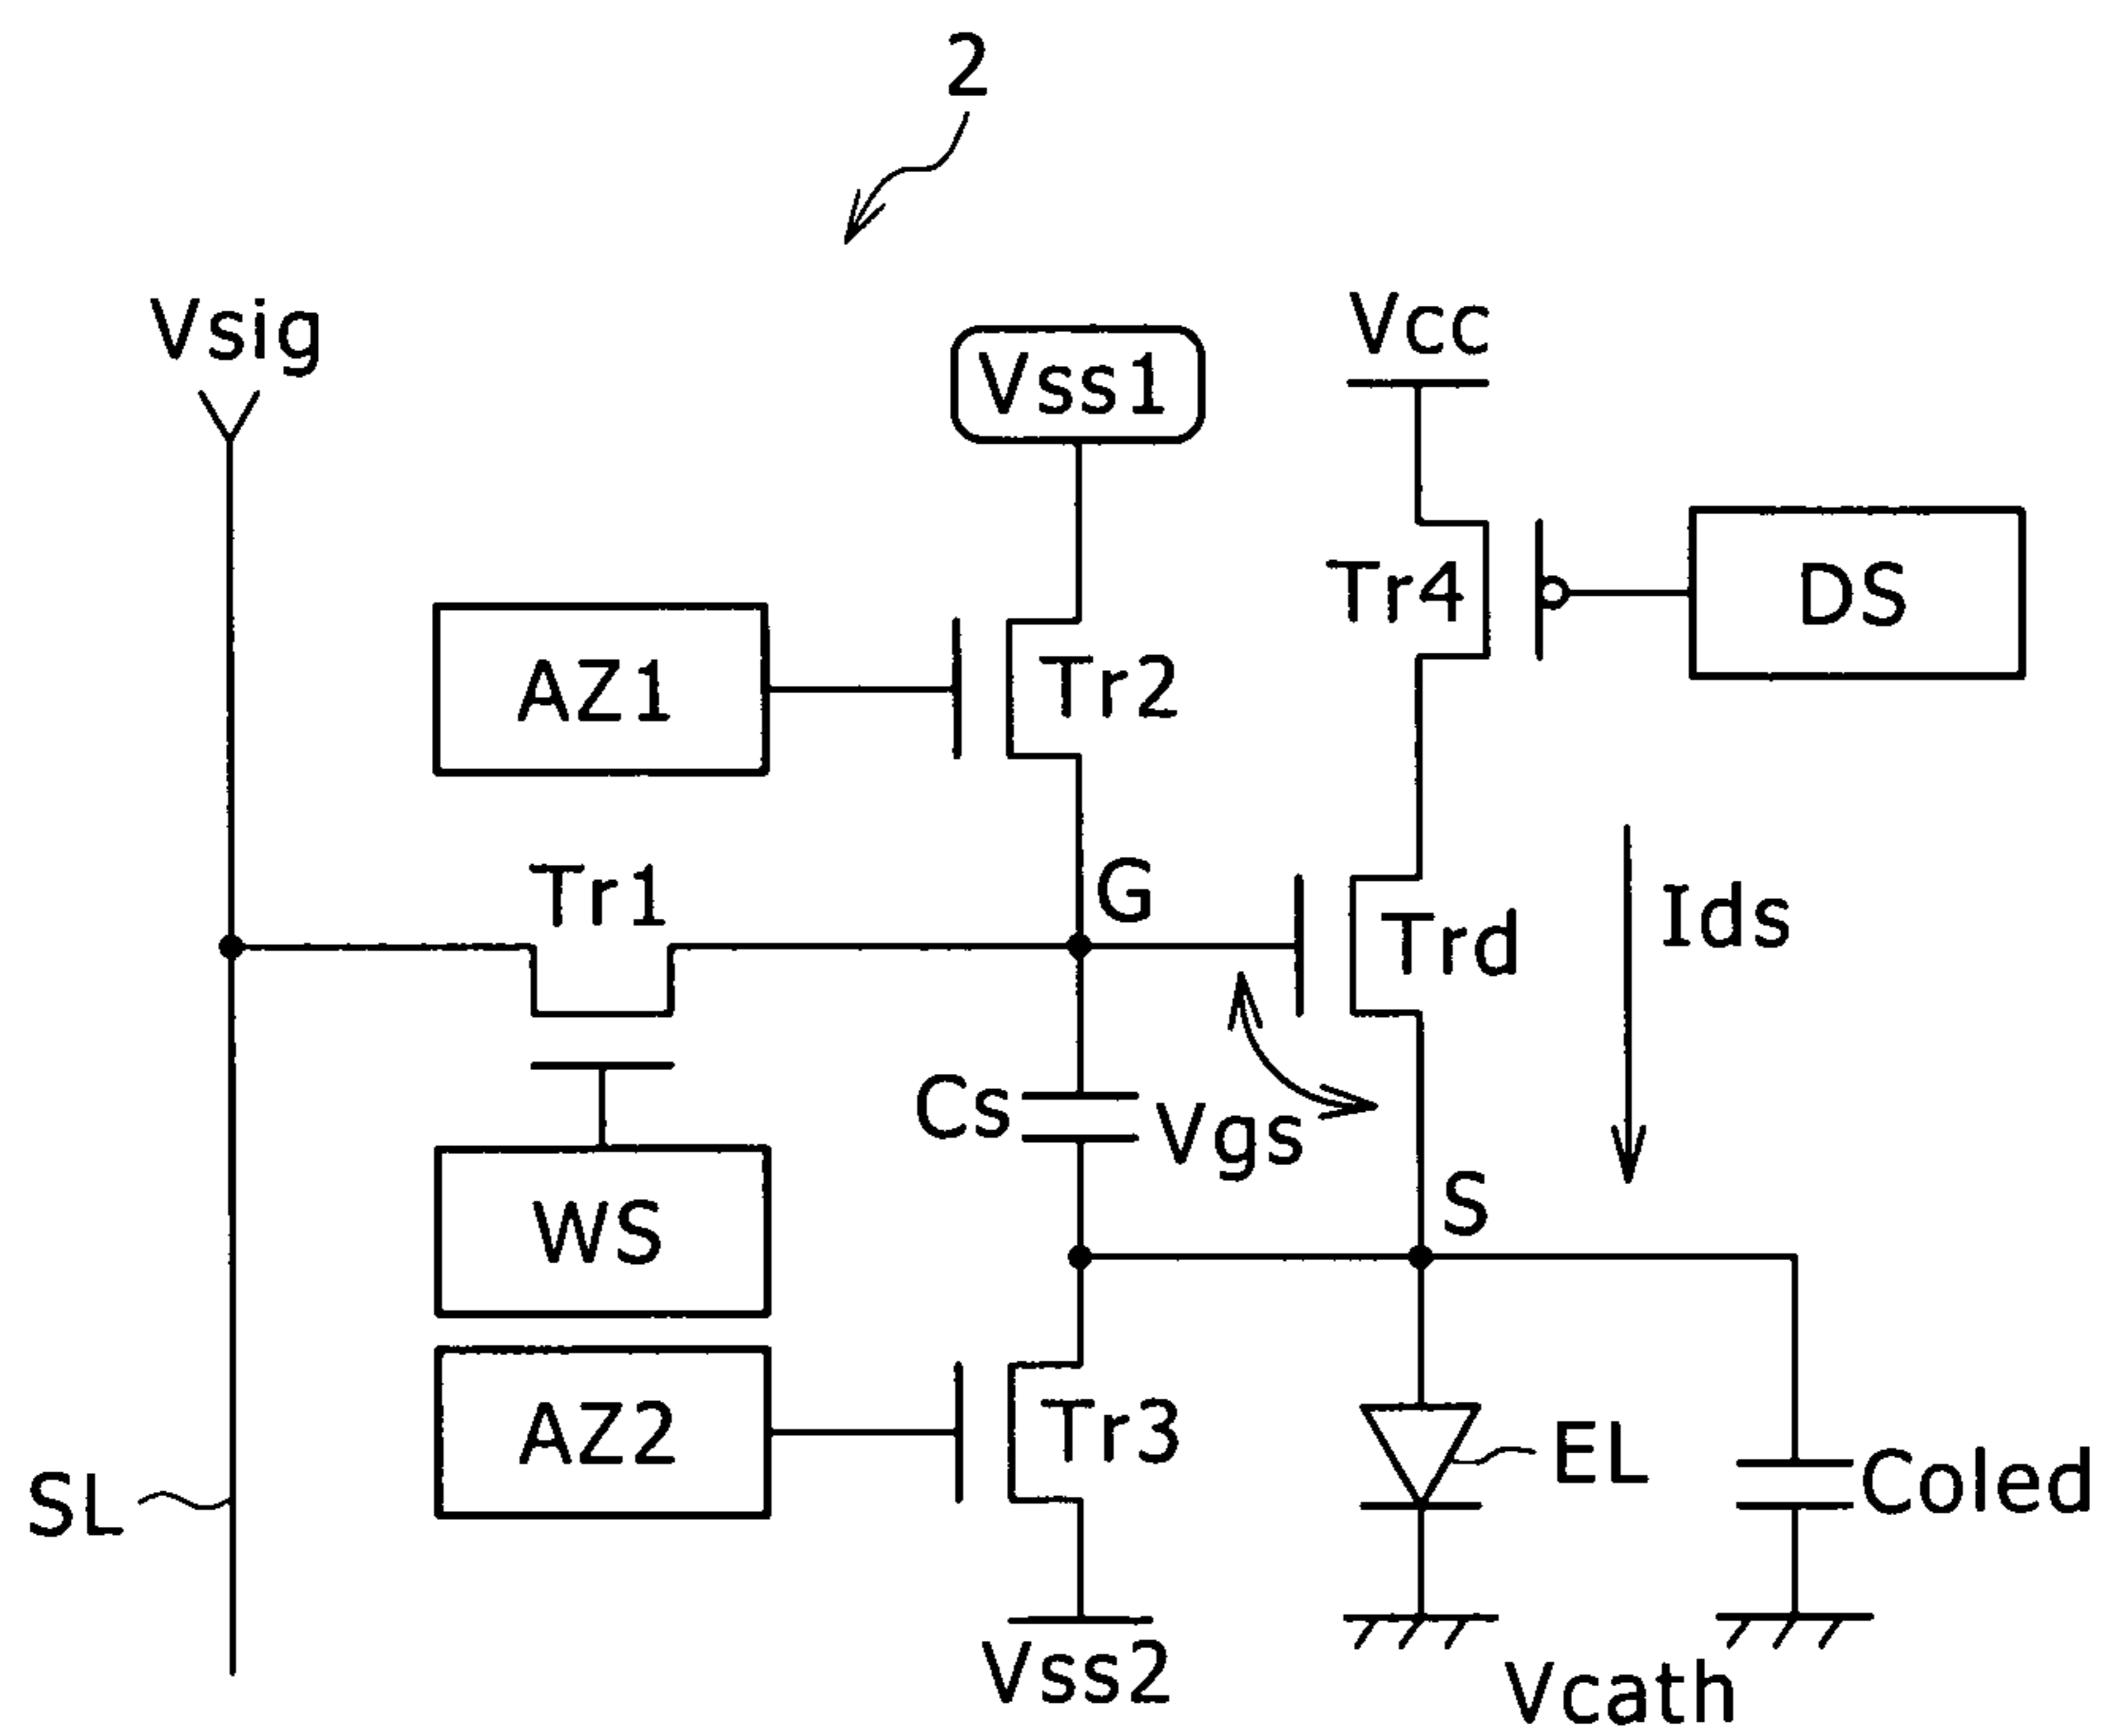 2
Vsig
Vss1
Vcc
Tr4
DS
AZ1
Tr2
Tr1
G
Trd
Ids
Cs
Vgs
WS
S
AZ2
Tr3
EL
Coled
SL
Vss2
Vcath